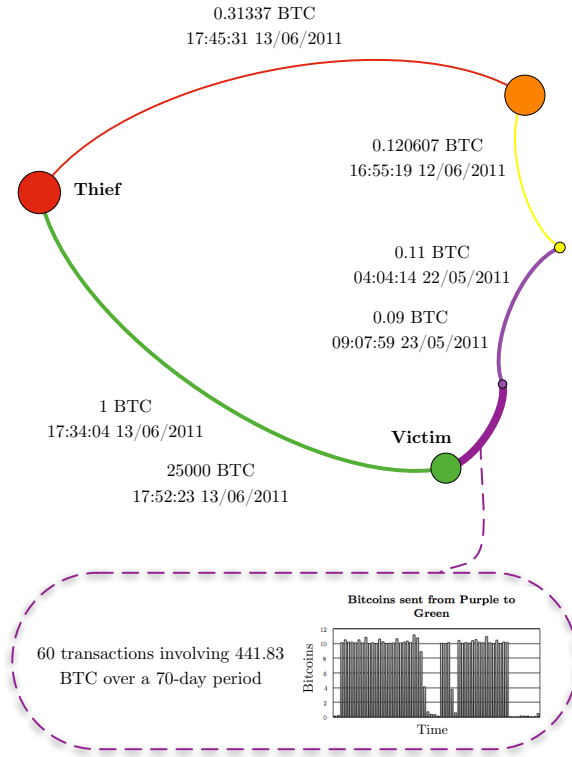 0.31337 BTC
17:45:31 13/06/2011
0.120607 BTC
16:55:19 12/06/2011
Thief
0.11 BTC
04:04:14 22/05/2011
0.09 BTC
09:07:59 23/05/2011
1 BTC
17:34:04 13/06/2011
Victim
25000 BTC
17:52:23 13/06/2011
60 transactions involving 441.83
BTC over a 70-day period
Bitcoins sent from Purple to
Green
Bitcoins
12
10
8
6
4
2
0
Time